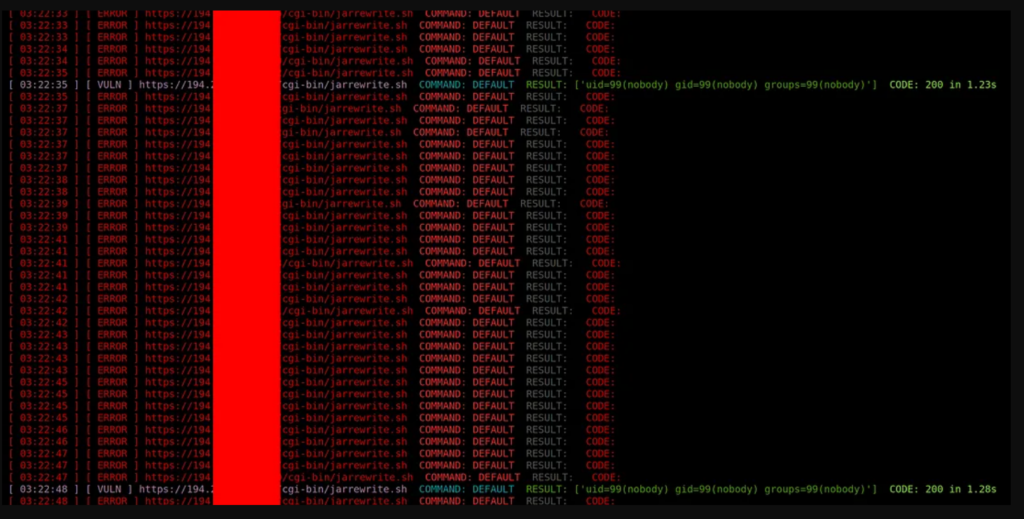 [ 03:22:33 ] [ ERROR ] https://194 /cgi-bin/jarrewrite.sh COMMAND: DEFAULT RESULT: CODE:
[ 03:22:33 ] [ ERROR ] https://194 cgi-bin/jarrewrite.sh COMMAND: DEFAULT RESULT: CODE:
[ 03:22:33 ] [ ERROR ] https://194 cgi-bin/jarrewrite.sh COMMAND: DEFAULT RESULT: CODE:
[ 03:22:34 ] [ ERROR ] https://194 cgi-bin/jarrewrite.sh COMMAND: DEFAULT RESULT: CODE:
[ 03:22:34 ] [ ERROR ] https://194 /cgi-bin/jarrewrite.sh COMMAND: DEFAULT RESULT: CODE:
[ 03:22:35 ] [ ERROR ] https://194 /cgi-bin/jarrewrite.sh COMMAND: DEFAULT RESULT: CODE:
[ 03:22:35 ] [ VULN ] https://194.2 cgi-bin/jarrewrite.sh COMMAND: DEFAULT RESULT: ['uid=99(nobody) gid=99(nobody) groups=99(nobody)'] CODE: 200 in 1.23s
[ 03:22:35 ] [ ERROR ] https://194 cgi-bin/jarrewrite.sh COMMAND: DEFAULT RESULT: CODE:
[ 03:22:37 ] [ ERROR ] https://194 gi-bin/jarrewrite.sh COMMAND: DEFAULT RESULT: CODE:
[ 03:22:37 ] [ ERROR ] https://194 cgi-bin/jarrewrite.sh COMMAND: DEFAULT RESULT: CODE:
[ 03:22:37 ] [ ERROR ] https://194 gi-bin/jarrewrite.sh COMMAND: DEFAULT RESULT: CODE:
[ 03:22:37 ] [ ERROR ] https://194 cgi-bin/jarrewrite.sh COMMAND: DEFAULT RESULT: CODE:
[ 03:22:37 ] [ ERROR ] https://194 cgi-bin/jarrewrite.sh COMMAND: DEFAULT RESULT: CODE:
[ 03:22:37 ] [ ERROR ] https://194 cgi-bin/jarrewrite.sh COMMAND: DEFAULT RESULT: CODE:
[ 03:22:38 ] [ ERROR ] https://194 cgi-bin/jarrewrite.sh COMMAND: DEFAULT RESULT: CODE:
[ 03:22:38 ] [ ERROR ] https://194 cgi-bin/jarrewrite.sh COMMAND: DEFAULT RESULT: CODE:
[ 03:22:39 ] [ ERROR ] https://194 gi-bin/jarrewrite.sh COMMAND: DEFAULT RESULT: CODE:
[ 03:22:39 ] [ ERROR ] https://194 cgi-bin/jarrewrite.sh COMMAND: DEFAULT RESULT: CODE:
[ 03:22:39 ] [ ERROR ] https://194 cgi-bin/jarrewrite.sh COMMAND: DEFAULT RESULT: CODE:
[ 03:22:41 ] [ ERROR ] https://194 cgi-bin/jarrewrite.sh COMMAND: DEFAULT RESULT: CODE:
[ 03:22:41 ] [ ERROR ] https://194 cgi-bin/jarrewrite.sh COMMAND: DEFAULT RESULT: CODE:
[ 03:22:41 ] [ ERROR ] https://194 /cgi-bin/jarrewrite.sh COMMAND: DEFAULT RESULT: CODE:
[ 03:22:41 ] [ ERROR ] https://194 cgi-bin/jarrewrite.sh COMMAND: DEFAULT RESULT: CODE:
[ 03:22:41 ] [ ERROR ] https://194 cgi-bin/jarrewrite.sh COMMAND: DEFAULT RESULT: CODE:
[ 03:22:42 ] [ ERROR ] https://194 cgi-bin/jarrewrite.sh COMMAND: DEFAULT RESULT: CODE:
[ 03:22:42 ] [ ERROR ] https://194 /cgi-bin/jarrewrite.sh COMMAND: DEFAULT RESULT: CODE:
[ 03:22:42 ] [ ERROR ] https://194 cgi-bin/jarrewrite.sh COMMAND: DEFAULT RESULT: CODE:
[ 03:22:43 ] [ ERROR ] https://194 cgi-bin/jarrewrite.sh COMMAND: DEFAULT RESULT: CODE:
[ 03:22:43 ] [ ERROR ] https://194 cgi-bin/jarrewrite.sh COMMAND: DEFAULT RESULT: CODE:
[ 03:22:43 ] [ ERROR ] https://194 cgi-bin/jarrewrite.sh COMMAND: DEFAULT RESULT: CODE:
[ 03:22:43 ] [ ERROR ] https://194 cgi-bin/jarrewrite.sh COMMAND: DEFAULT RESULT: CODE:
[ 03:22:45 ] [ ERROR ] https://194 cgi-bin/jarrewrite.sh COMMAND: DEFAULT RESULT: CODE:
[ 03:22:45 ] [ ERROR ] https://194 cgi-bin/jarrewrite.sh COMMAND: DEFAULT RESULT: CODE:
[ 03:22:45 ] [ ERROR ] https://194 cgi-bin/jarrewrite.sh COMMAND: DEFAULT RESULT: CODE:
[ 03:22:45 ] [ ERROR ] https://194 cgi-bin/jarrewrite.sh COMMAND: DEFAULT RESULT: CODE:
[ 03:22:46 ] [ ERROR ] https://194 cgi-bin/jarrewrite.sh COMMAND: DEFAULT RESULT: CODE:
[ 03:22:46 ] [ ERROR ] https://194 cgi-bin/jarrewrite.sh COMMAND: DEFAULT RESULT: CODE:
[ 03:22:47 ] [ ERROR ] https://194 cgi-bin/jarrewrite.sh COMMAND: DEFAULT RESULT: CODE:
[ 03:22:47 ] [ ERROR ] https://194 cgi-bin/jarrewrite.sh COMMAND: DEFAULT RESULT: CODE:
[ 03:22:47 ] [ ERROR ] https://194 /cgi-bin/jarrewrite.sh COMMAND: DEFAULT RESULT: CODE:
[ 03:22:48 ] [ VULN ] https://194.2 cgi-bin/jarrewrite.sh COMMAND: DEFAULT RESULT: ['uid=99(nobody) gid=99(nobody) groups=99(nobody)'] CODE: 200 in 1.28s
[ 03:22:48 ] [ ERROR ] https://194 cgi-bin/jarrewrite.sh COMMAND: DEFAULT RESULT: CODE: